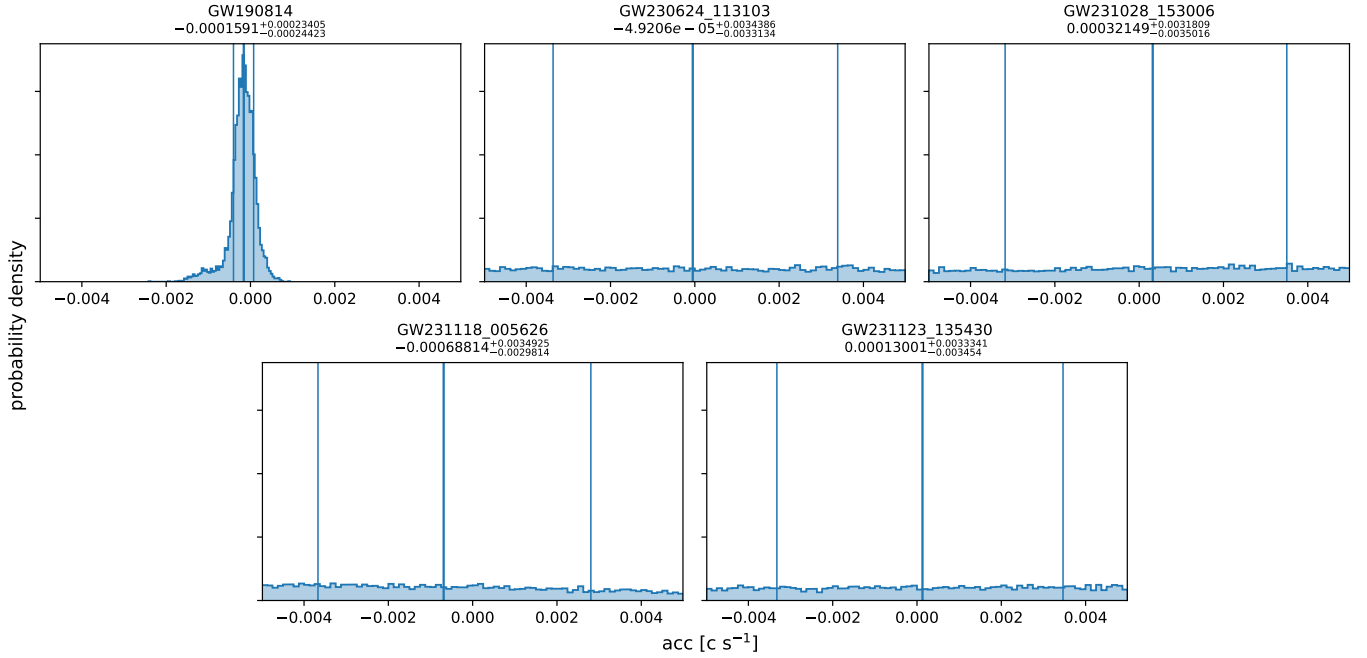 GW190814
−0.0001591+0.00023405 −0.00024423
GW230624_113103
−4.9206e − 05+0.0034386 −0.0033134
GW231028_153006
0.00032149+0.0031809 −0.0035016
−0.004 −0.002 0.000 0.002 0.004
−0.004 −0.002 0.000 0.002 0.004
−0.004 −0.002 0.000 0.002 0.004
probability density
GW231118_005626
−0.00068814+0.0034925 −0.0029814
GW231123_135430
0.00013001+0.0033341 −0.003454
−0.004 −0.002 0.000 0.002 0.004
−0.004 −0.002 0.000 0.002 0.004
acc [c s⁻¹]